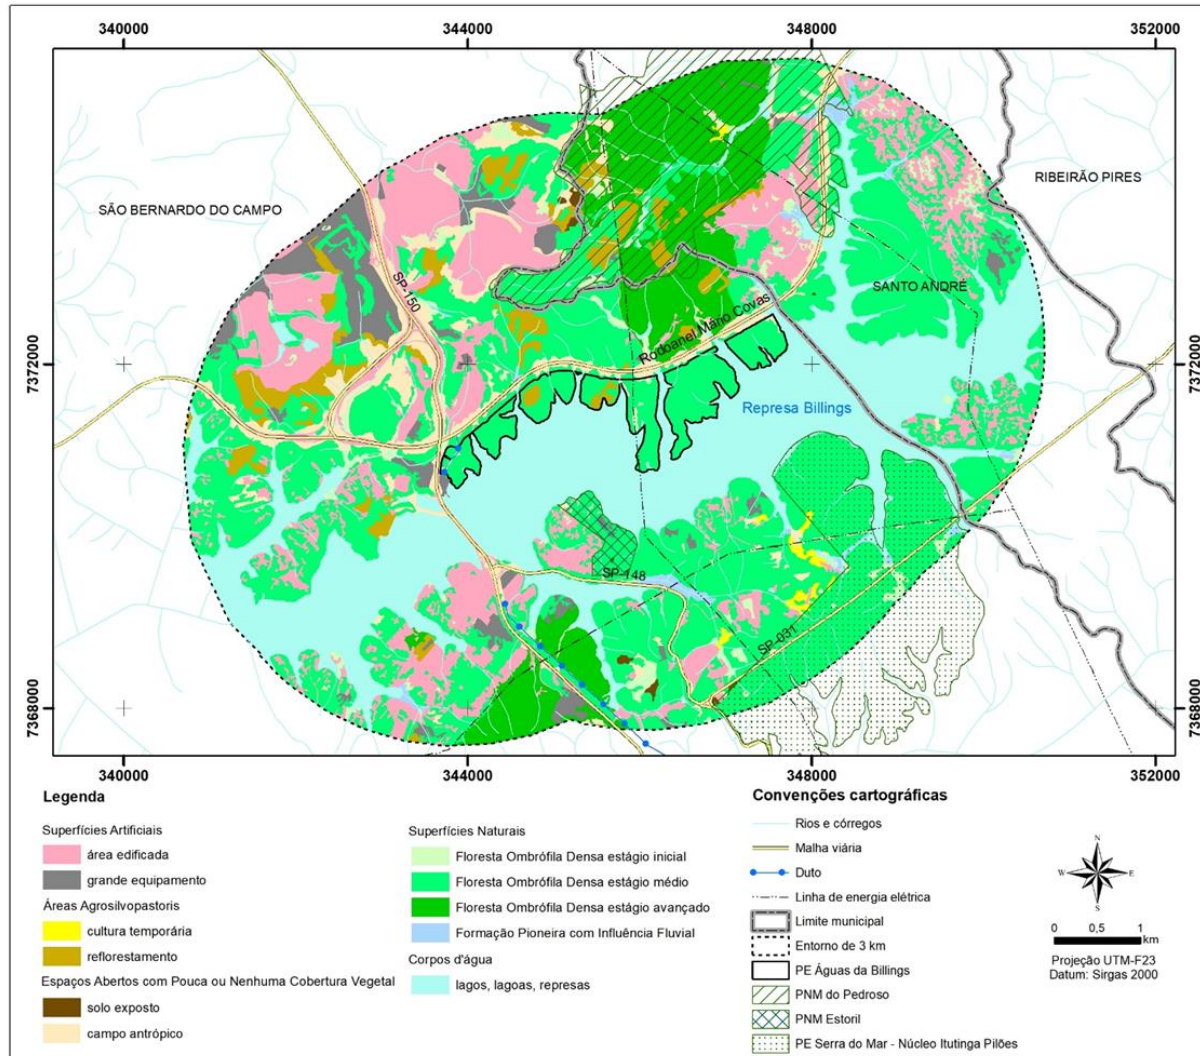 340000 344000 348000 352000
RIBEIRÃO PIRES
SÃO BERNARDO DO CAMPO
SANTO ANDRÉ
SP-150
Rodoanel Mário Covas
7372000 7372000
Represa Billings
SP-148
SP-031
7368000 7368000
340000 344000 348000 352000
Legenda
Superfícies Artificiais
área edificada
grande equipamento
Áreas Agrosilvopastoris
cultura temporária
reflorestamento
Espaços Abertos com Pouca ou Nenhuma Cobertura Vegetal
solo exposto
campo antrópico
Superfícies Naturais
Floresta Ombrófila Densa estágio inicial
Floresta Ombrófila Densa estágio médio
Floresta Ombrófila Densa estágio avançado
Formação Pioneira com Influência Fluvial
Corpos d'água
lagos, lagoas, represas
Convenções cartográficas
Rios e córregos
Malha viária
Duto
Linha de energia elétrica
Limite municipal
Entorno de 3 km
PE Águas da Billings
PNM do Pedroso
PNM Estoril
PE Serra do Mar - Núcleo Itutinga Pilões
N
W E
S
0 0,5 1
km
Projeção UTM-F23
Datum: Sirgas 2000